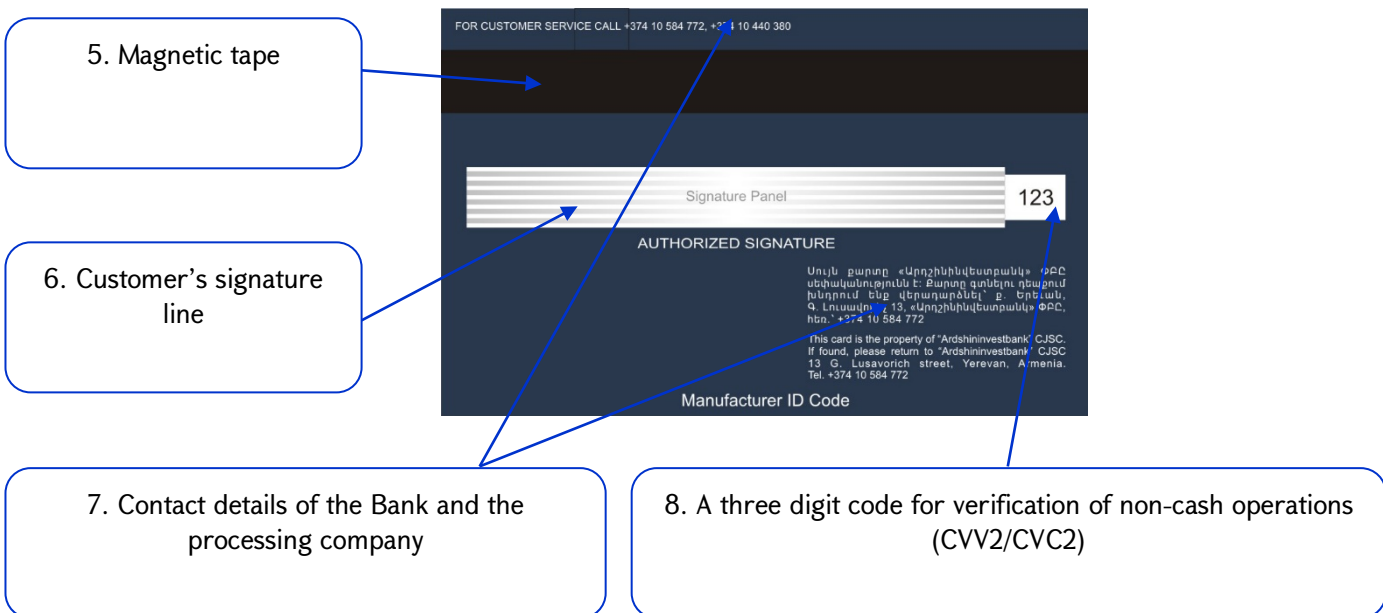 FOR CUSTOMER SERVICE CALL +374 10 584 772, +374 10 440 380
5. Magnetic tape
Signature Panel
123
AUTHORIZED SIGNATURE
6. Customer’s signature
line
Սույն քարտը «Արդշինինվեստբանկ» ՓԲԸ
սեփականությունն է: Քարտը գտնելու դեպքում
խնդրում ենք վերադարձնել՝ ք. Երևան,
Գ. Լուսավորիչ 13, «Արդշինինվեստբանկ» ՓԲԸ,
հեռ.՝ +374 10 584 772
This card is the property of "Ardshininvestbank" CJSC.
If found, please return to "Ardshininvestbank" CJSC
13 G. Lusavorich street, Yerevan, Armenia.
Tel. +374 10 584 772
Manufacturer ID Code
7. Contact details of the Bank and the
processing company
8. A three digit code for verification of non-cash operations
(CVV2/CVC2)